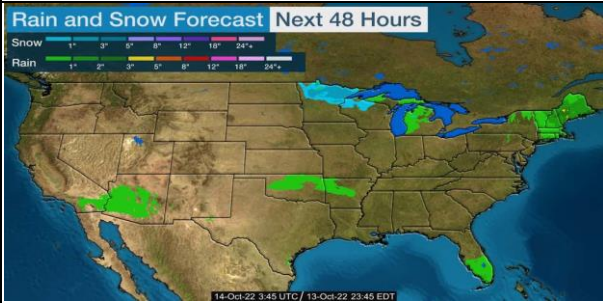 Rain and Snow Forecast Next 48 Hours
Snow
1" 3" 5" 8" 12" 18" 24"+
Rain
1" 2" 3" 5" 8" 12" 18" 24"+
14-Oct-22 3:45 UTC / 13-Oct-22 23:45 EDT